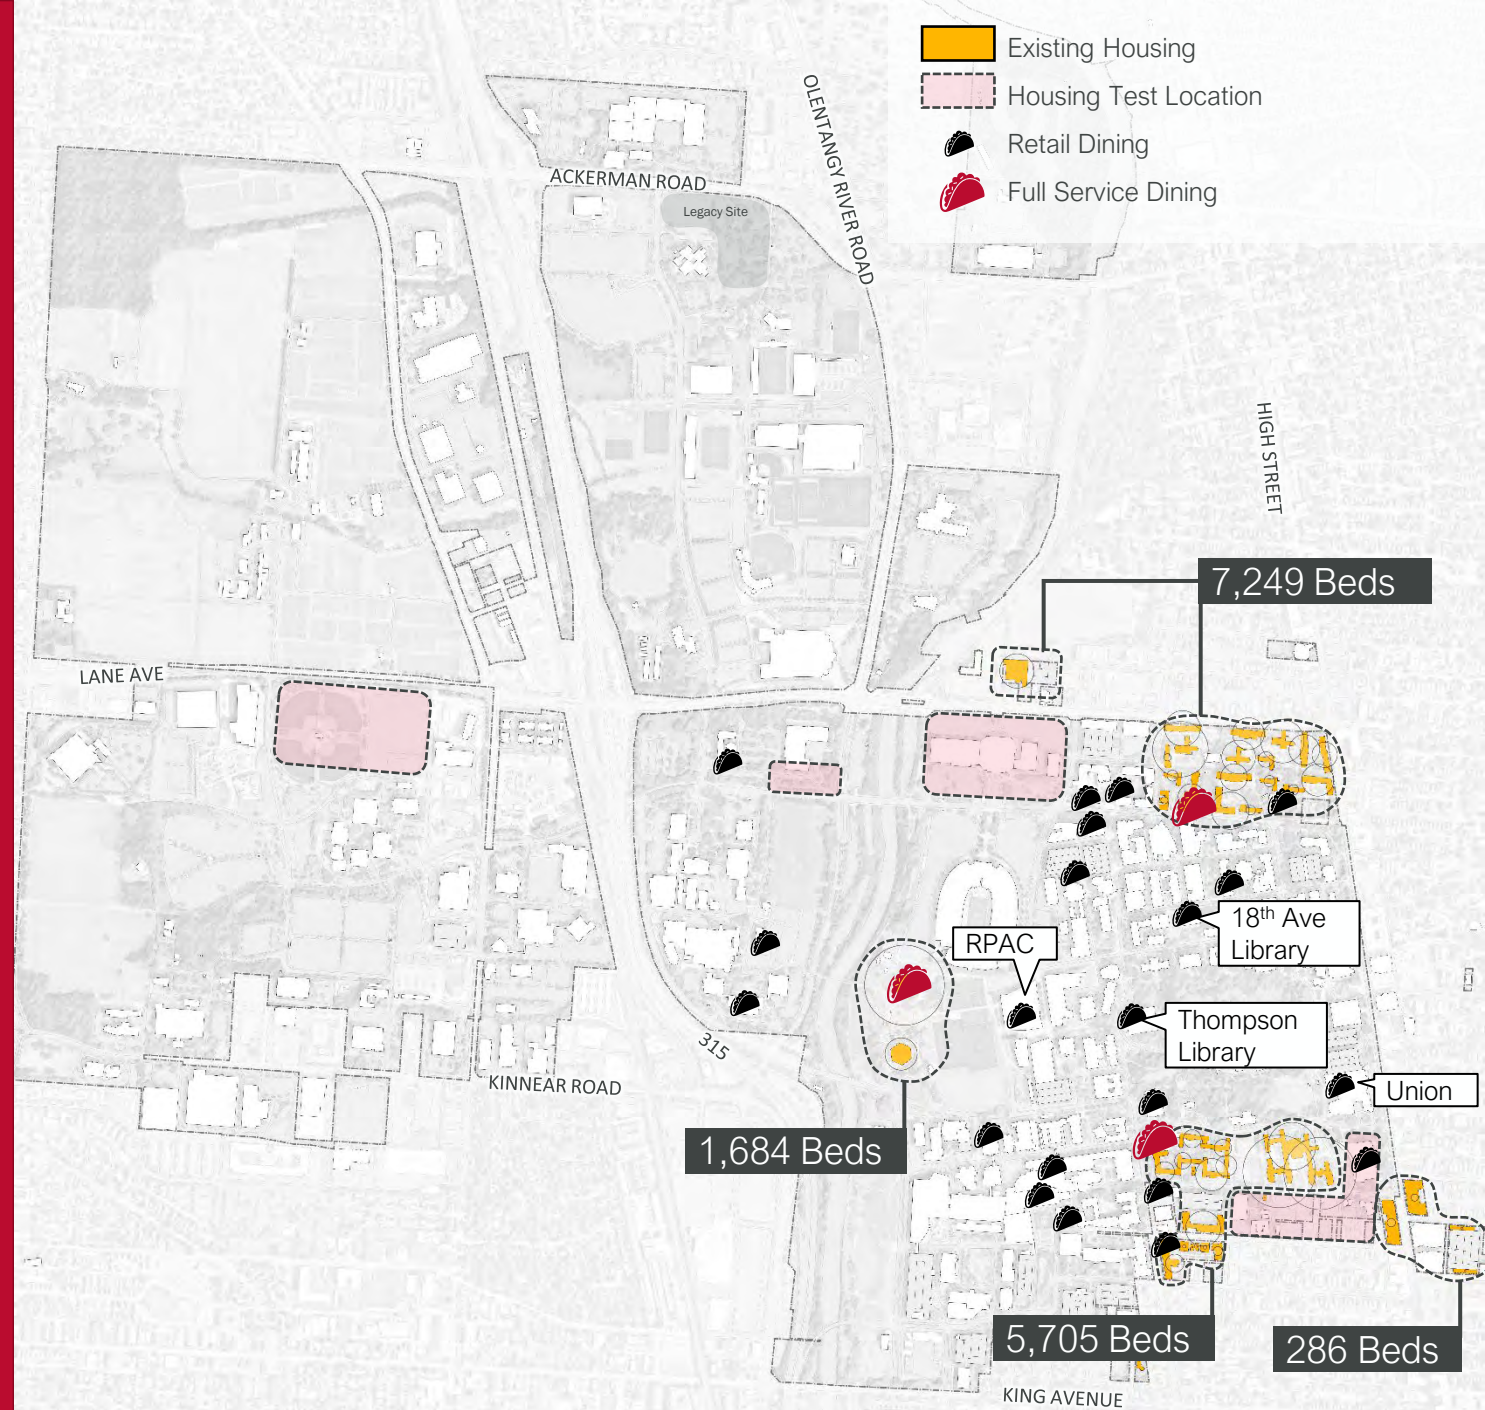 Existing Housing
Housing Test Location
Retail Dining
Full Service Dining
OLENTANGY RIVER ROAD
ACKERMAN ROAD
Legacy Site
HIGH STREET
7,249 Beds
LANE AVE
18th Ave
Library
RPAC
Thompson
Library
315
KINNEAR ROAD
Union
1,684 Beds
5,705 Beds
286 Beds
KING AVENUE